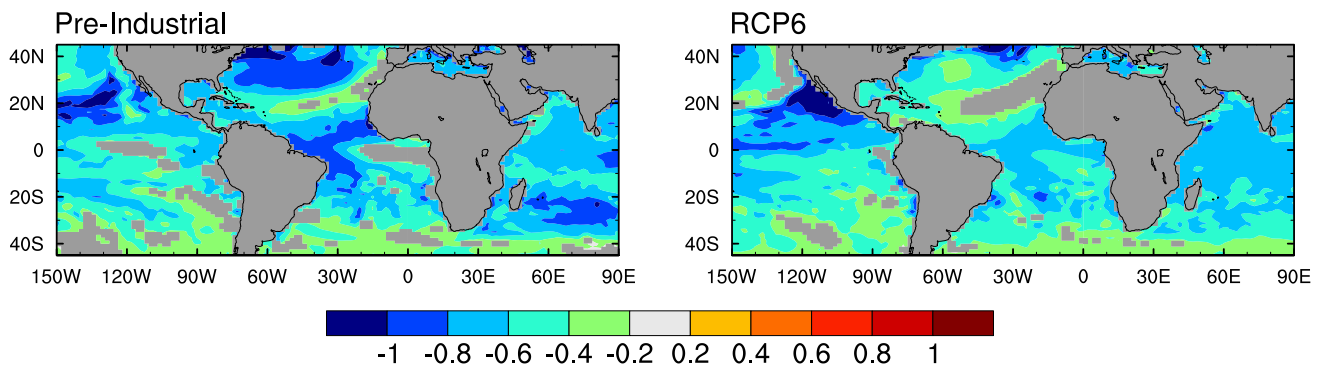 Pre-Industrial RCP6
40N 40N
20N 20N
0 0
20S 20S
40S 40S
150W 120W 90W 60W 30W 0 30E 60E 90E 150W 120W 90W 60W 30W 0 30E 60E 90E
-1 -0.8 -0.6 -0.4 -0.2 0.2 0.4 0.6 0.8 1